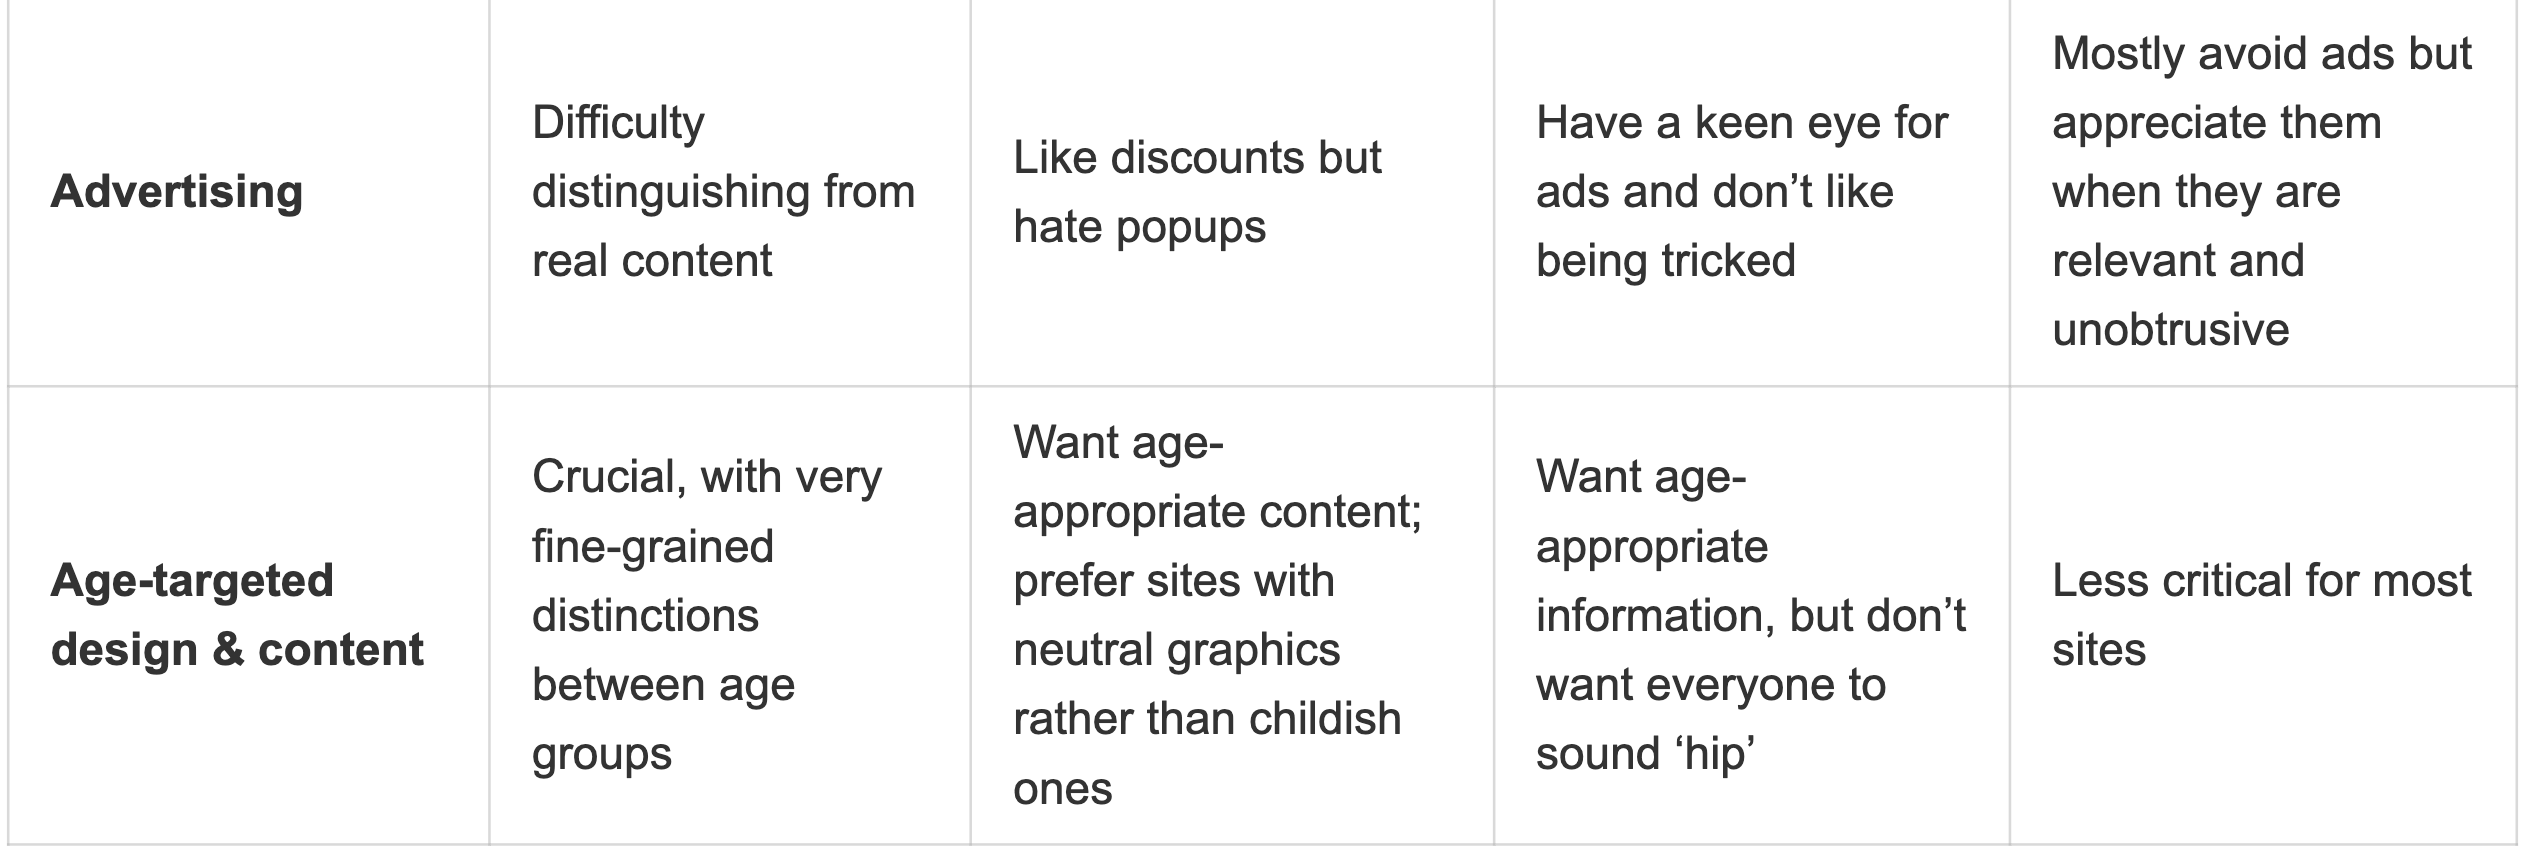 Advertising
Difficulty
distinguishing from
real content
Like discounts but
hate popups
Have a keen eye for
ads and don’t like
being tricked
Mostly avoid ads but
appreciate them
when they are
relevant and
unobtrusive
Age-targeted
design & content
Crucial, with very
fine-grained
distinctions
between age
groups
Want age-
appropriate content;
prefer sites with
neutral graphics
rather than childish
ones
Want age-
appropriate
information, but don’t
want everyone to
sound ‘hip’
Less critical for most
sites